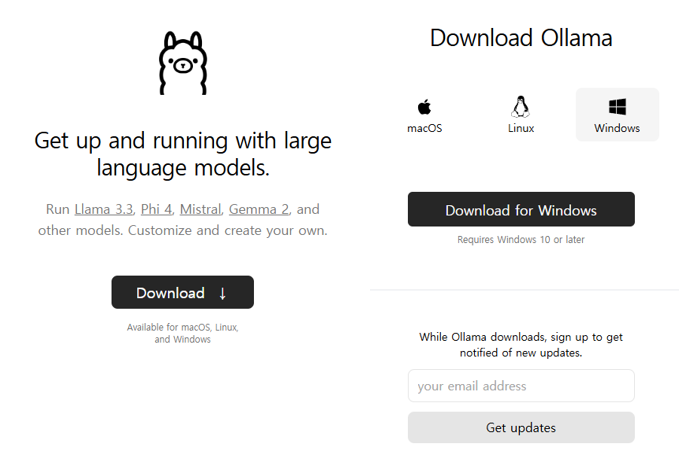 Get up and running with large
language models.
Run Llama 3.3, Phi 4, Mistral, Gemma 2, and
other models. Customize and create your own.
Download ↓
Available for macOS, Linux,
and Windows
Download Ollama
macOS
Linux
Windows
Download for Windows
Requires Windows 10 or later
While Ollama downloads, sign up to get
notified of new updates.
your email address
Get updates